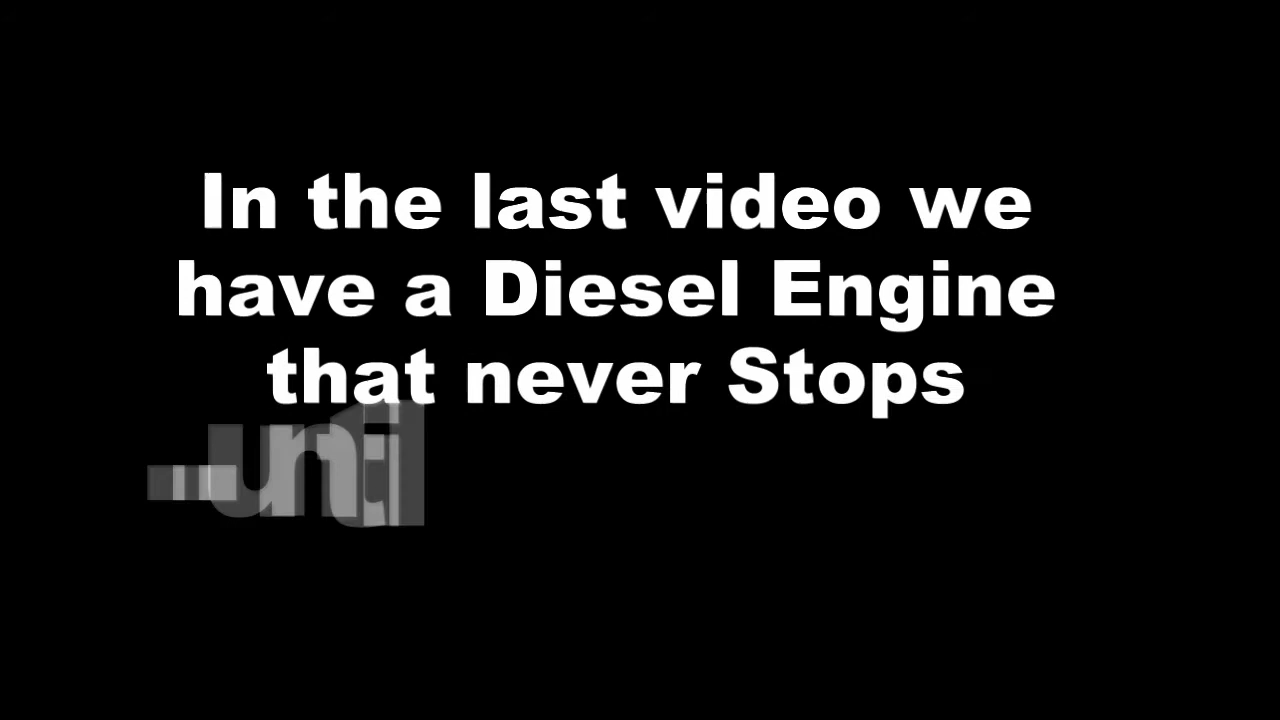 In the last video we
have a Diesel Engine
that never Stops
...until